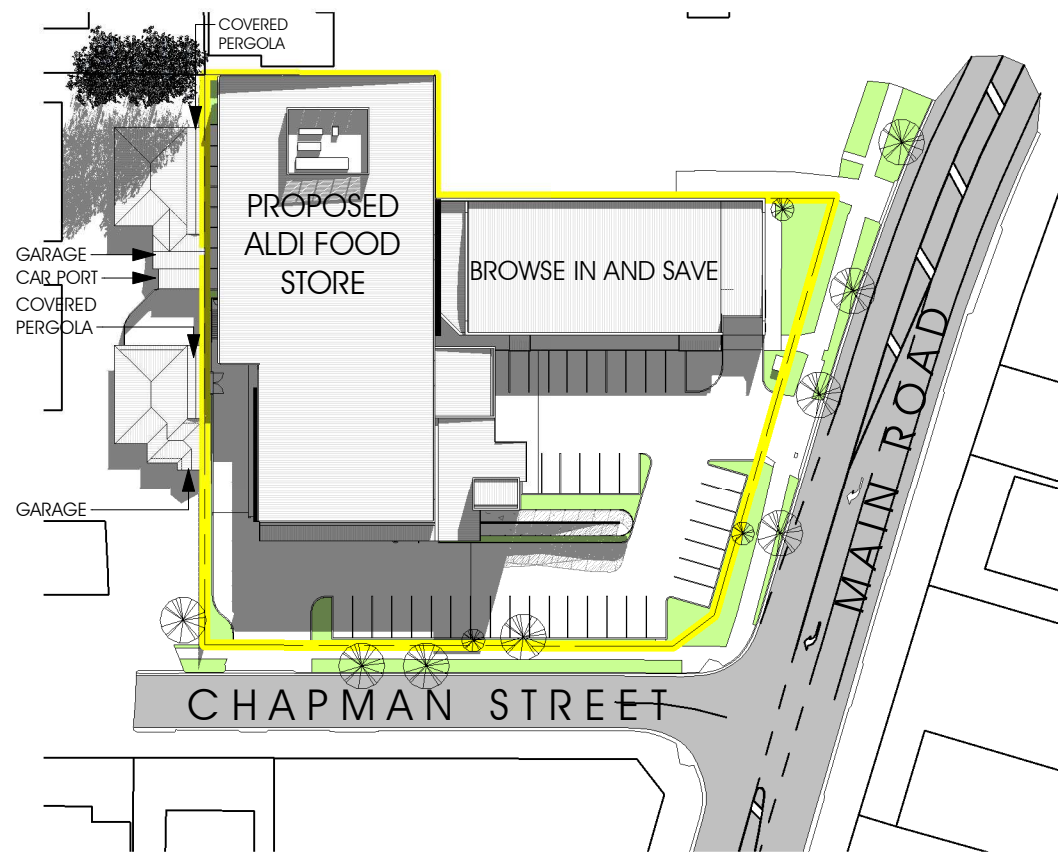 COVERED
PERGOLA
PROPOSED
ALDI FOOD
STORE
BROWSE IN AND SAVE
GARAGE
CAR PORT
COVERED
PERGOLA
GARAGE
MAIN ROAD
CHAPMAN STREET